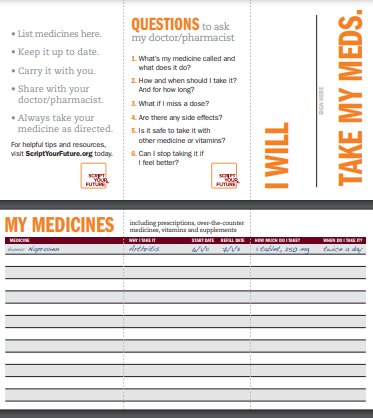 • List medicines here.
• Keep it up to date.
• Carry it with you.
• Share with your
doctor/pharmacist.
• Always take your
medicine as directed.
For helpful tips and resources,
visit ScriptYourFuture.org today.
SCRIPT
YOUR
FUTURE
QUESTIONS to ask
my doctor/pharmacist
1. What's my medicine called and
what does it do?
2. How and when should I take it?
And for how long?
3. What if I miss a dose?
4. Are there any side effects?
5. Is it safe to take it with
other medicine or vitamins?
6. Can I stop taking it if
I feel better?
SCRIPT
YOUR
FUTURE
I WILL
SIGN HERE
TAKE MY MEDS.
MY MEDICINES
including prescriptions, over-the-counter
medicines, vitamins and supplements
MEDICINE WHY I TAKE IT START DATE REFILL DATE HOW MUCH DO I TAKE? WHEN DO I TAKE IT?
Naproxen Arthritis 1 tablet, 250 mg twice a day